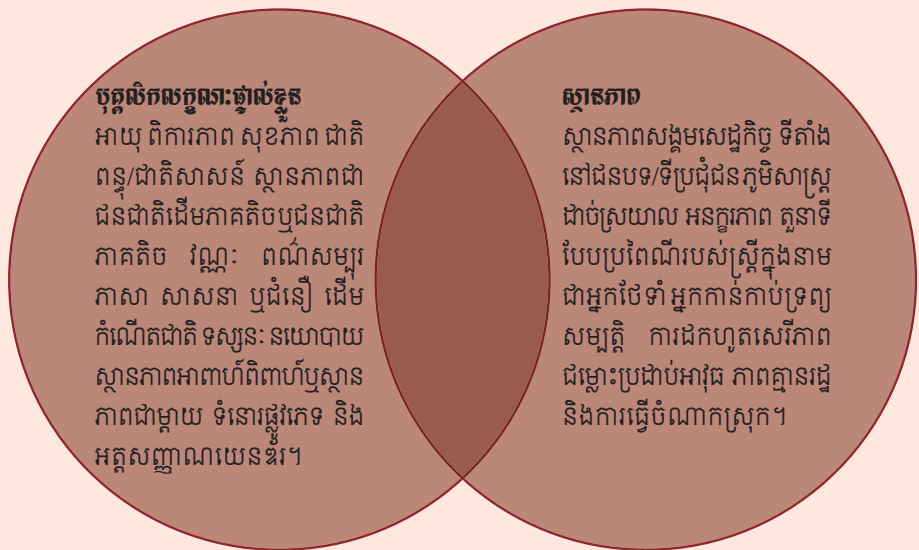 បុគ្គលិកលក្ខណៈផ្ទាល់ខ្លួន
អាយុ ពិការភាព សុខភាព ជាតិ
ពន្ធុ/ជាតិសាសន៍ ស្ថានភាពជា
ជនជាតិដើមភាគតិចឬជនជាតិ
ភាគតិច វណ្ណៈ ពណ៌សម្បុរ
ភាសា សាសនា ឬជំនឿ ដើម
កំណើតជាតិ ទស្សនៈ នយោបាយ
ស្ថានភាពអាពាហ៍ពិពាហ៍ឬស្ថាន
ភាពជាម្តាយ ទំនោរផ្លូវភេទ និង
អត្តសញ្ញាណយេនឌ័រ។
ស្ថានភាព
ស្ថានភាពសង្គមសេដ្ឋកិច្ច ទីតាំង
នៅជនបទ/ទីប្រជុំជនភូមិសាស្ត្រ
ដាច់ស្រយាល អនក្ខរភាព តួនាទី
បែបប្រពៃណីរបស់ស្ត្រីក្នុងនាម
ជាអ្នកថែទាំ អ្នកកាន់កាប់ទ្រព្យ
សម្បត្តិ ការដកហូតសេរីភាព
ជម្លោះប្រដាប់អាវុធ ភាពគ្មានរដ្ឋ
និងការធ្វើចំណាកស្រុក។